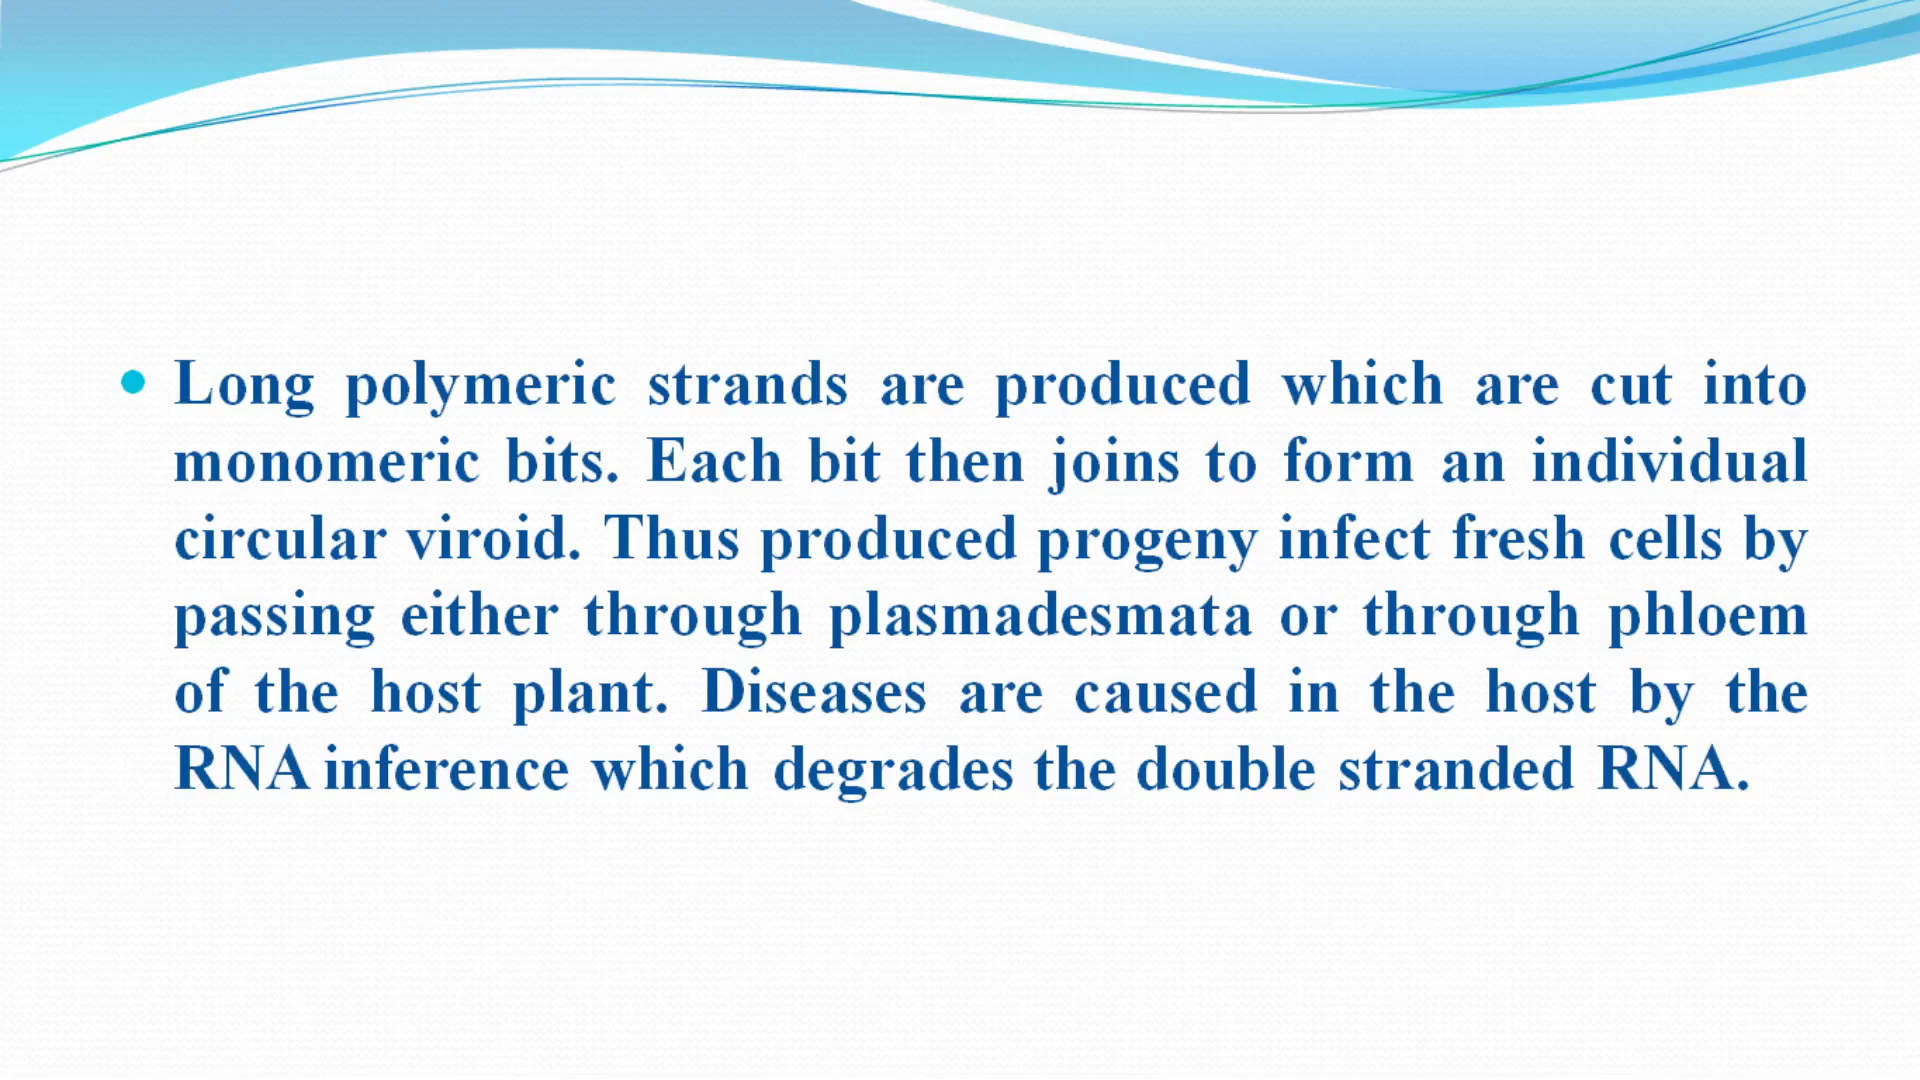 • Long polymeric strands are produced which are cut into
monomeric bits. Each bit then joins to form an individual
circular viroid. Thus produced progeny infect fresh cells by
passing either through plasmadesmata or through phloem
of the host plant. Diseases are caused in the host by the
RNA inference which degrades the double stranded RNA.